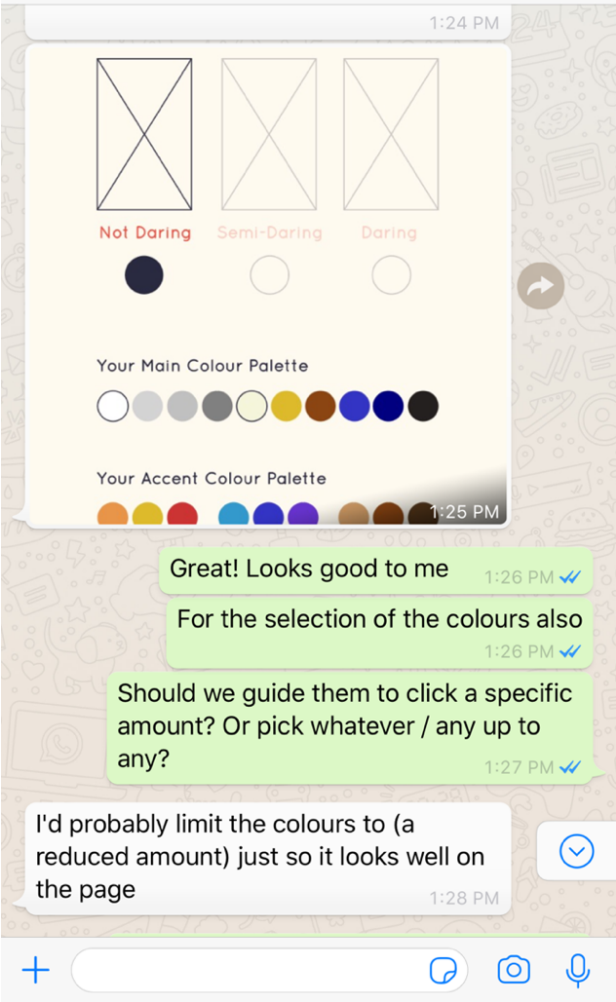 1:24 PM
Not Daring Semi-Daring Daring
Your Main Colour Palette
Your Accent Colour Palette
1:25 PM
Great! Looks good to me 1:26 PM
For the selection of the colours also
1:26 PM
Should we guide them to click a specific
amount? Or pick whatever / any up to
any?
1:27 PM
I'd probably limit the colours to (a
reduced amount) just so it looks well on
the page
1:28 PM